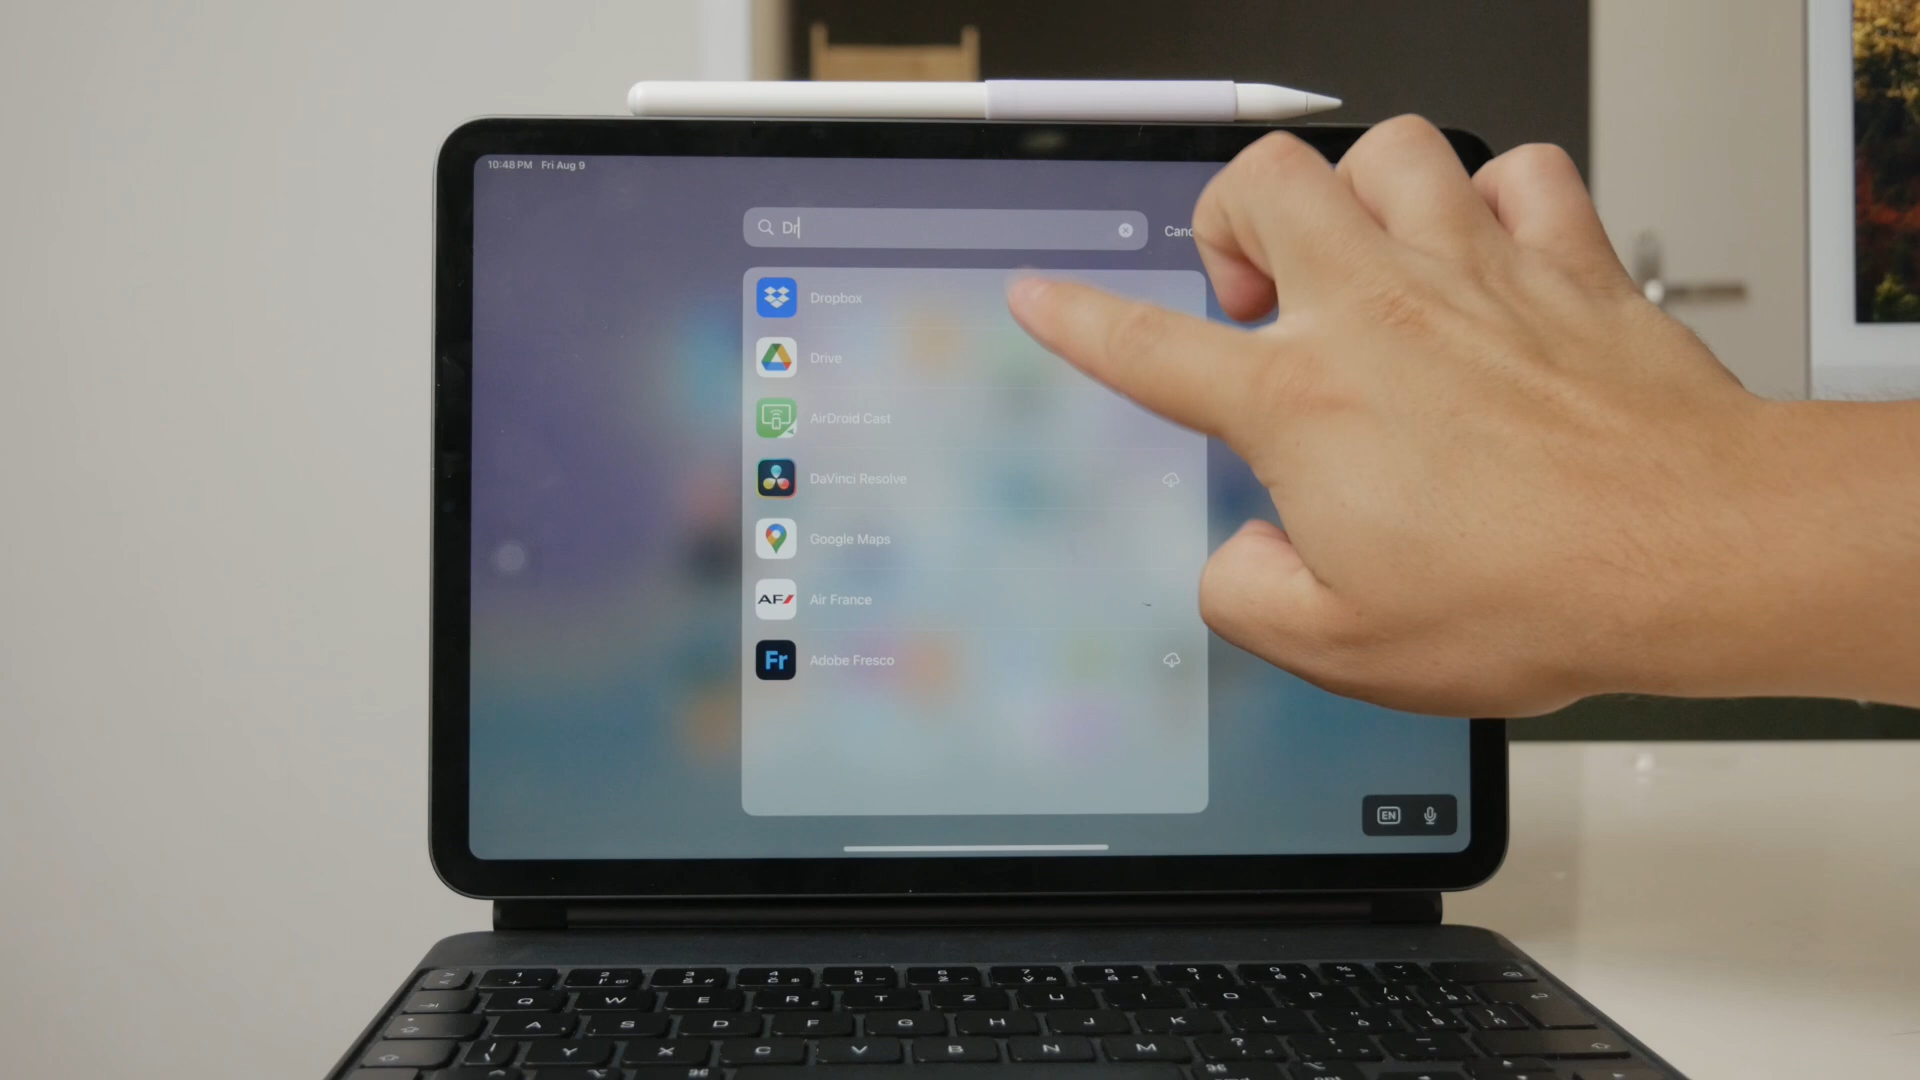 10:48 PM Fri Aug 9
Dr
Canc
Dropbox
Drive
AirDroid Cast
DaVinci Resolve
Google Maps
AF
Air France
Fr
Adobe Fresco
EN
Q W E R T Z U I O P
A S D F G H J K L
Y X C V B N M